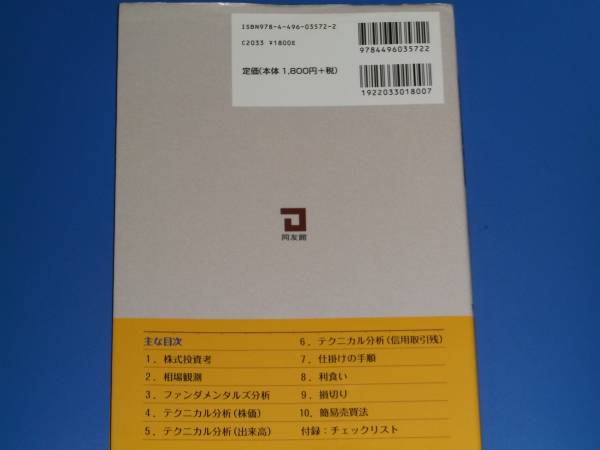 ISBN978-4-496-03572-2
C2033 ¥1800E
定価(本体1,800円+税)
9784496035722
1922033018007
同友館
主な目次
1．株式投資考
2．相場観測
3．ファンダメンタルズ分析
4．テクニカル分析(株価)
5．テクニカル分析(出来高)
6．テクニカル分析(信用取引残)
7．仕掛けの手順
8．利食い
9．損切り
10．簡易売買法
付録：チェックリスト